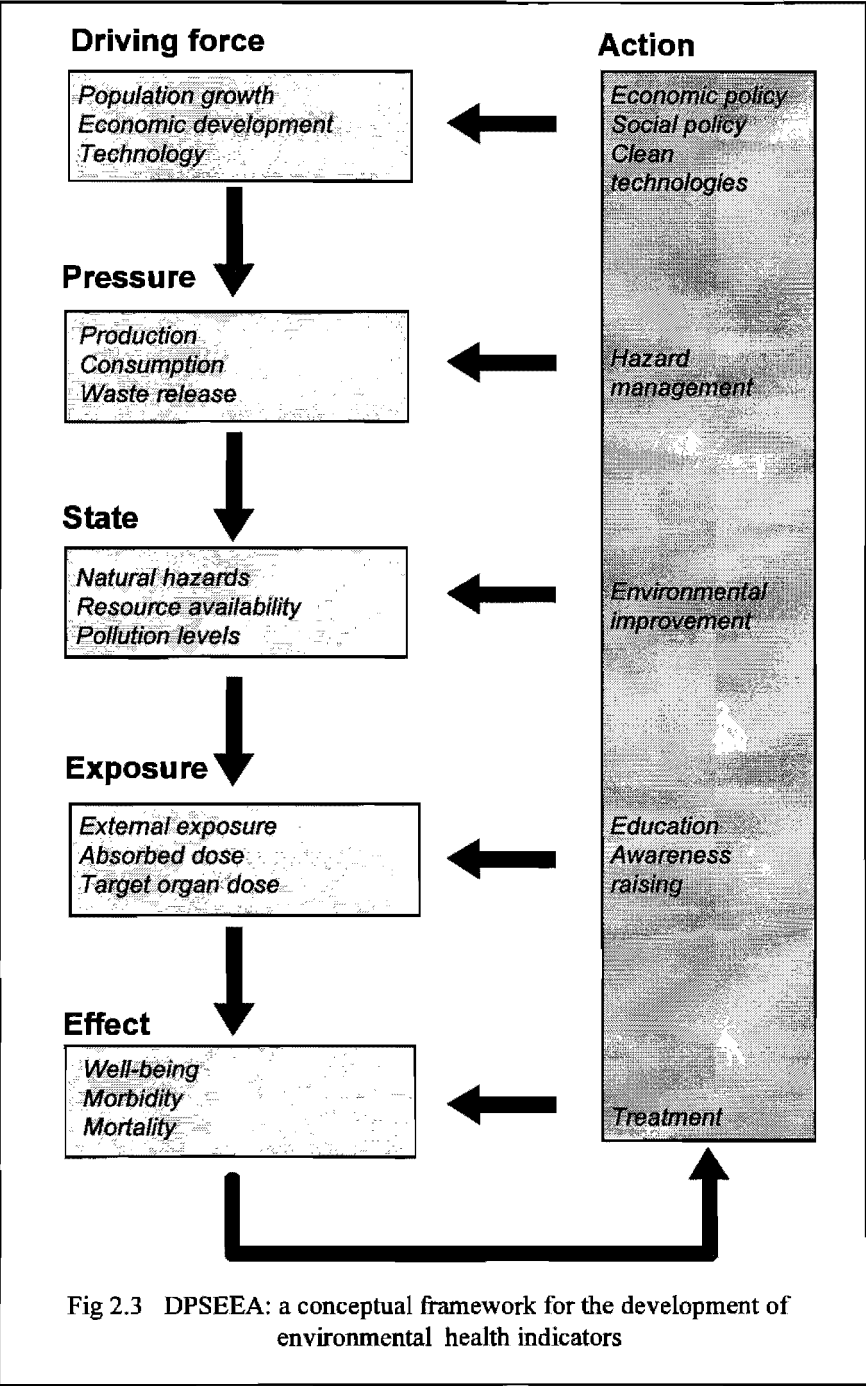 Driving force
Population growth
Economic development
Technology
Pressure
Production
Consumption
Waste release
State
Natural hazards
Resource availability
Pollution levels
Exposure
External exposure
Absorbed dose
Target organ dose
Effect
Well-being
Morbidity
Mortality
Action
Economic policy
Social policy
Clean
technologies
Hazard
management
Environmental
improvement
Education
Awareness
raising
Treatment
Fig 2.3 DPSEEA: a conceptual framework for the development of
environmental health indicators